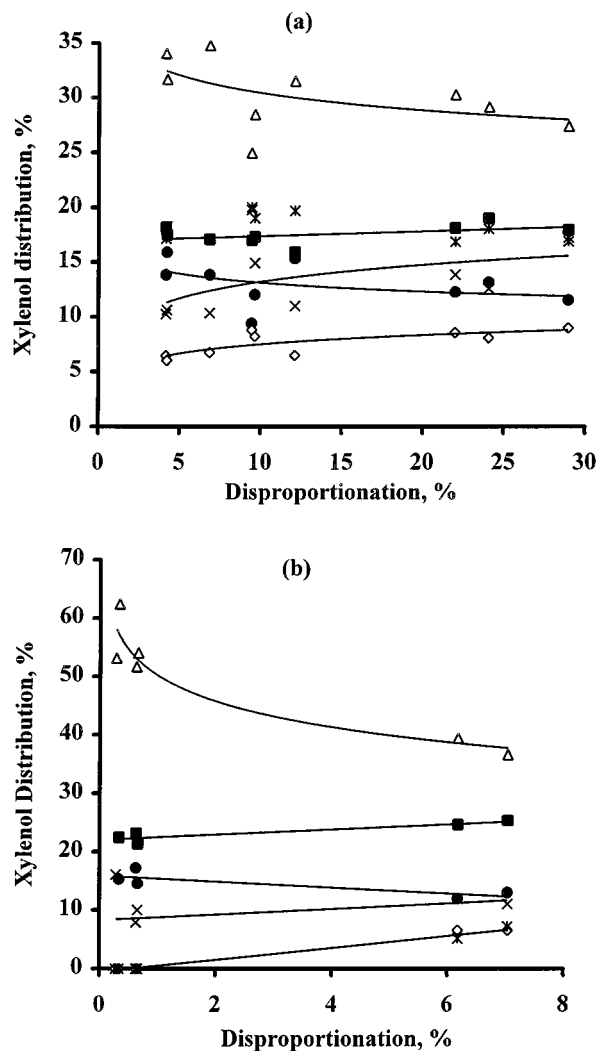 (a)
Xylenol distribution, %
35
30
25
20
15
10
5
0
0 5 10 15 20 25 30
Disproportionation, %
(b)
Xylenol Distribution, %
70
60
50
40
30
20
10
0
0 2 4 6 8
Disproportionation, %